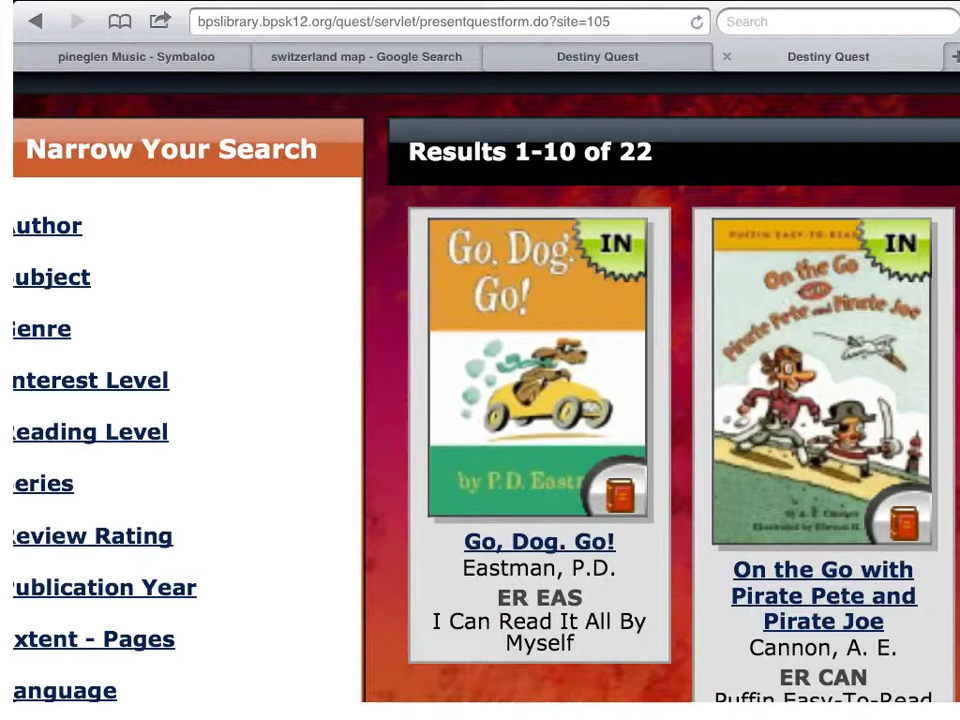 bpslibrary.bpsk12.org/quest/servlet/presentquestform.do?site=105
Search
pineglen Music - Symbaloo
switzerland map - Google Search
Destiny Quest
Destiny Quest
Narrow Your Search
uthor
ubject
enre
nterest Level
eading Level
eries
eview Rating
ublication Year
xtent - Pages
anguage
Results 1-10 of 22
Go, Dog.
Go!
IN
by P.D. Eastm
Go, Dog. Go!
Eastman, P.D.
ER EAS
I Can Read It All By
Myself
PUFFIN EASY-TO-READ
IN
On the Go
with
Pirate Pete and Pirate Joe
On the Go with
Pirate Pete and
Pirate Joe
Cannon, A. E.
ER CAN
Puffin Easy-To-Read